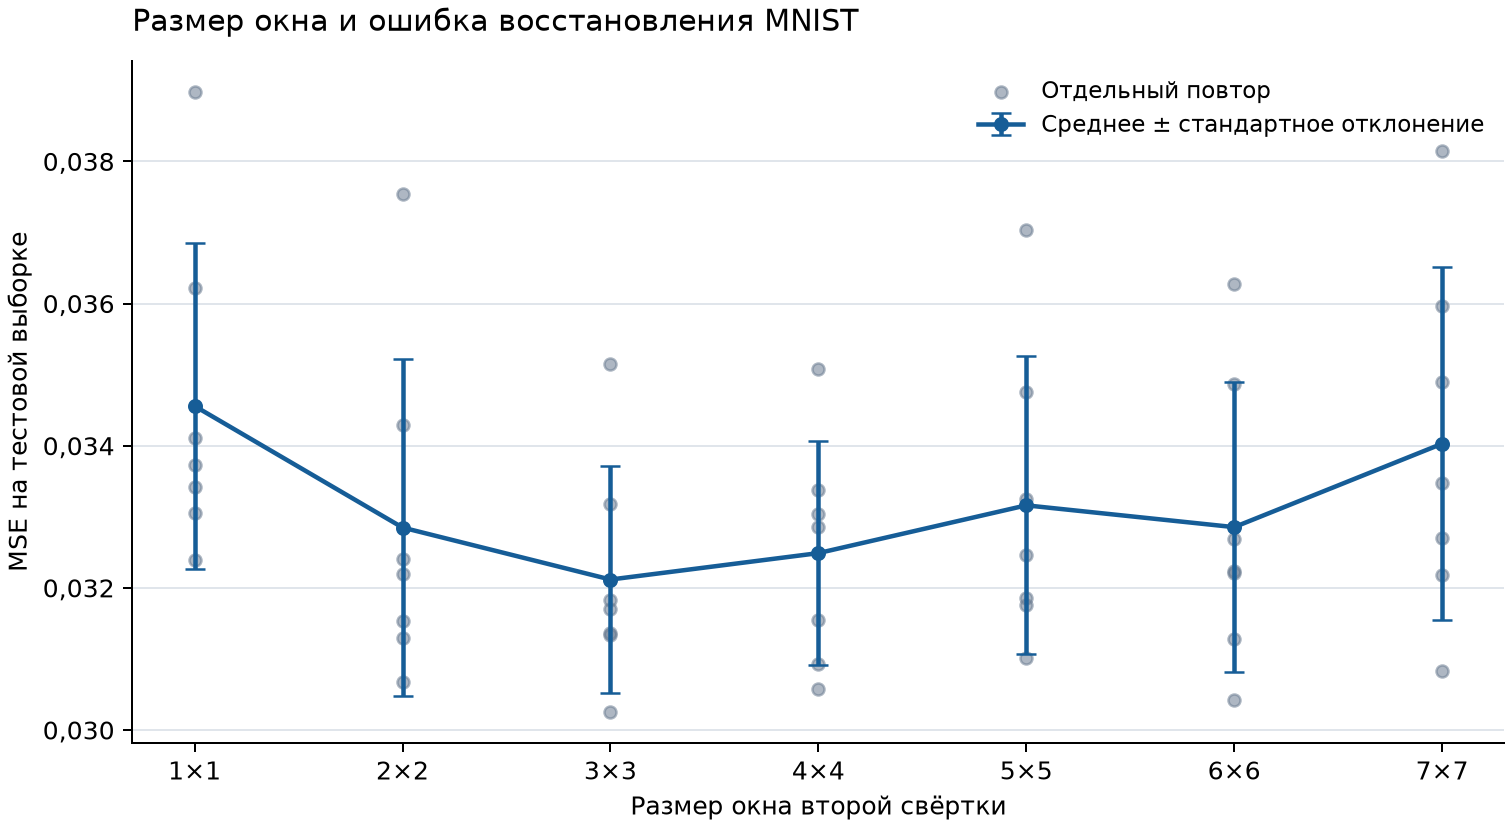 Размер окна и ошибка восстановления MNIST
Отдельный повтор
Среднее ± стандартное отклонение
MSE на тестовой выборке
0,038
0,036
0,034
0,032
0,030
1×1 2×2 3×3 4×4 5×5 6×6 7×7
Размер окна второй свёртки